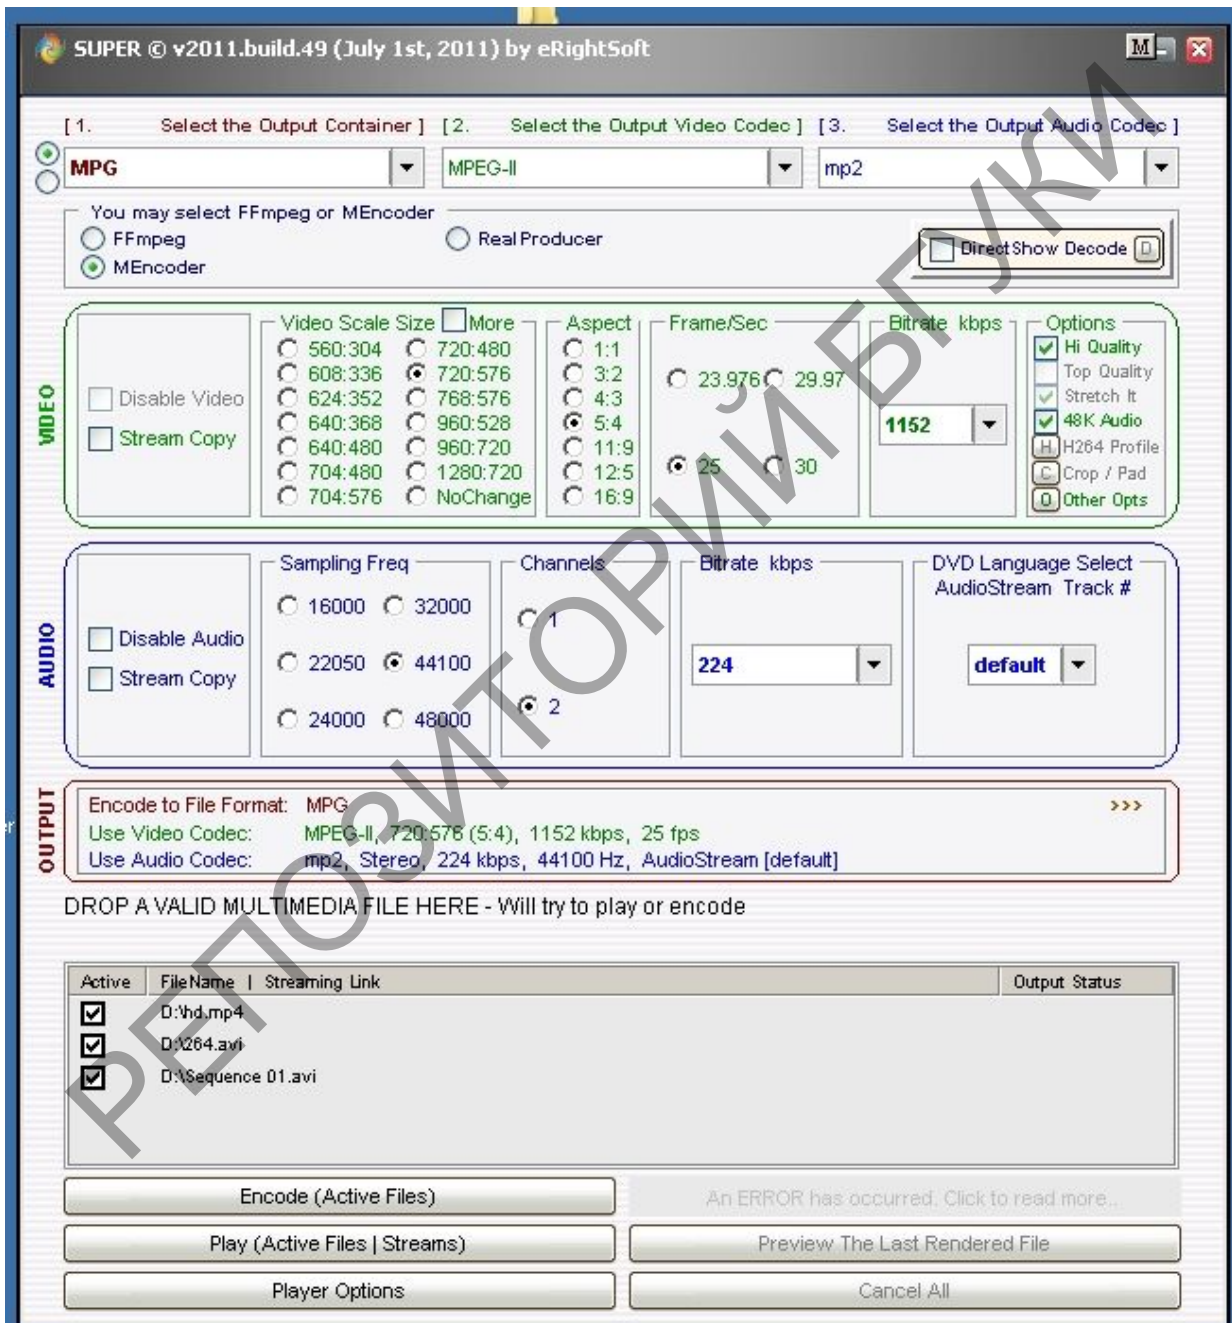 SUPER © v2011.build.49 (July 1st, 2011) by eRightSoft
M
[ 1. Select the Output Container ] [ 2. Select the Output Video Codec ] [ 3. Select the Output Audio Codec ]
MPG MPEG-II mp2
You may select FFmpeg or MEncoder
FFmpeg RealProducer
MEncoder
DirectShow Decode D
VIDEO
Disable Video
Stream Copy
Video Scale Size More
560:304 720:480
608:336 720:576
624:352 768:576
640:368 960:528
640:480 960:720
704:480 1280:720
704:576 NoChange
Aspect
1:1
3:2
4:3
5:4
11:9
12:5
16:9
Frame/Sec
23.976 29.97
25 30
Bitrate kbps
1152
Options
Hi Quality
Top Quality
Stretch It
48K Audio
H H264 Profile
C Crop / Pad
O Other Opts
AUDIO
Disable Audio
Stream Copy
Sampling Freq
16000 32000
22050 44100
24000 48000
Channels
1
2
Bitrate kbps
224
DVD Language Select
AudioStream Track #
default
OUTPUT
Encode to File Format: MPG >>>
Use Video Codec: MPEG-II, 720:576 (5:4), 1152 kbps, 25 fps
Use Audio Codec: mp2, Stereo, 224 kbps, 44100 Hz, AudioStream [default]
er
DROP A VALID MULTIMEDIA FILE HERE - Will try to play or encode
Active FileName | Streaming Link Output Status
D:\hd.mp4
D:\264.avi
D:\Sequence 01.avi
Encode (Active Files) An ERROR has occurred. Click to read more..
Play (Active Files | Streams) Preview The Last Rendered File
Player Options Cancel All
РЕПОЗИТОРИЙ БГУКИ